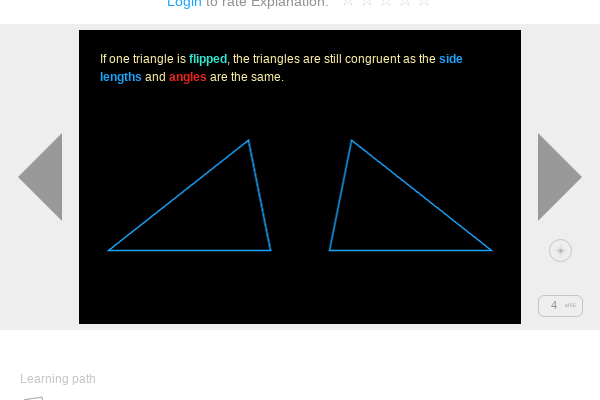 Login to rate Explanation:
If one triangle is flipped, the triangles are still congruent as the side
lengths and angles are the same.
4
Learning path